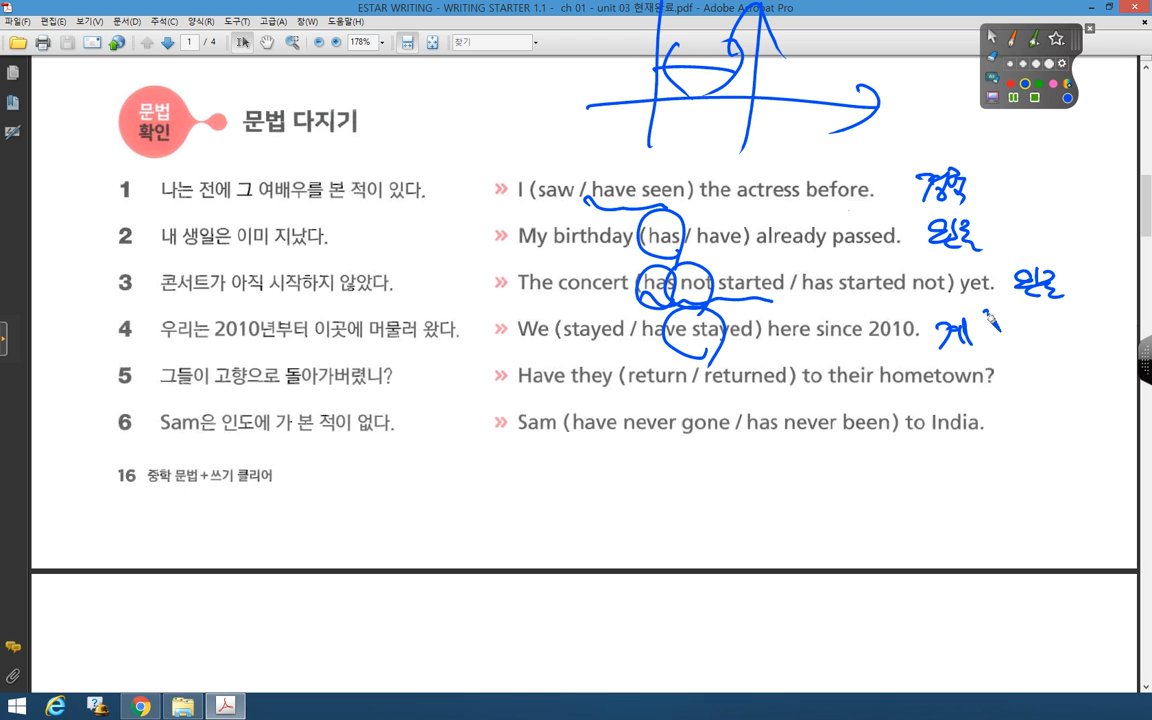 ESTAR WRITING - WRITING STARTER 1.1 - ch 01 - unit 03 현재완료.pdf - Adobe Acrobat Pro
파일(F) 편집(E) 보기(V) 문서(D) 주석(C) 양식(R) 도구(T) 고급(A) 창(W) 도움말(H)
1 / 4 178% 찾기
문법 확인
문법 다지기
1 나는 전에 그 여배우를 본 적이 있다. » I (saw / have seen) the actress before. 경험
2 내 생일은 이미 지났다. » My birthday (has / have) already passed. 완료
3 콘서트가 아직 시작하지 않았다. » The concert (has not started / has started not) yet. 완료
4 우리는 2010년부터 이곳에 머물러 왔다. » We (stayed / have stayed) here since 2010. 계
5 그들이 고향으로 돌아가버렸니? » Have they (return / returned) to their hometown?
6 Sam은 인도에 가 본 적이 없다. » Sam (have never gone / has never been) to India.
16 중학 문법+쓰기 클리어